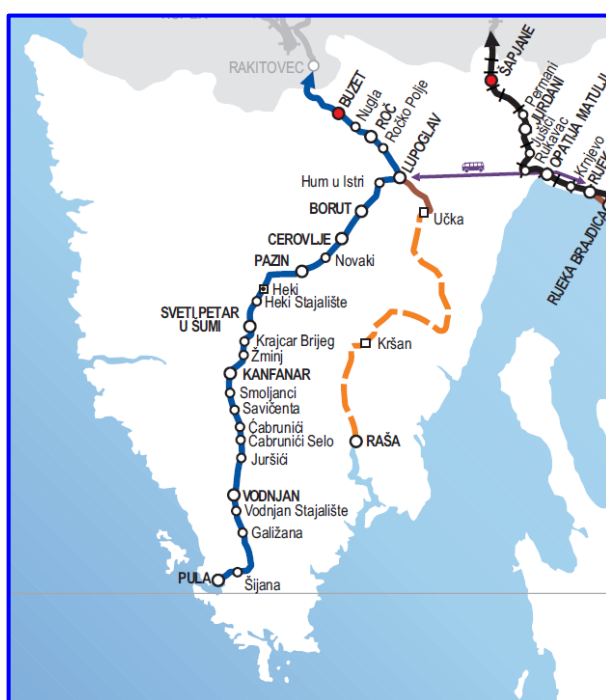 RAKITOVEC
BUZET
Nugla
ROČ
Ročko Polje
LUPOGLAV
Hum u Istri
BORUT
CEROVLJE
Novaki
PAZIN
Heki
Heki Stajalište
SVETI PETAR
U ŠUMI
Krajcar Brijeg
Žminj
KANFANAR
Smoljanci
Savičenta
Čabrunići
Čabrunići Selo
Juršići
VODNJAN
Vodnjan Stajalište
Galižana
PULA
Šijana
Učka
Kršan
RAŠA
ŠAPJANE
Permani
JURDANI
Jušići
Rukavac
OPATIJA MATULJI
Krnjevo
RIJEK
RIJEKA BRAJDICA